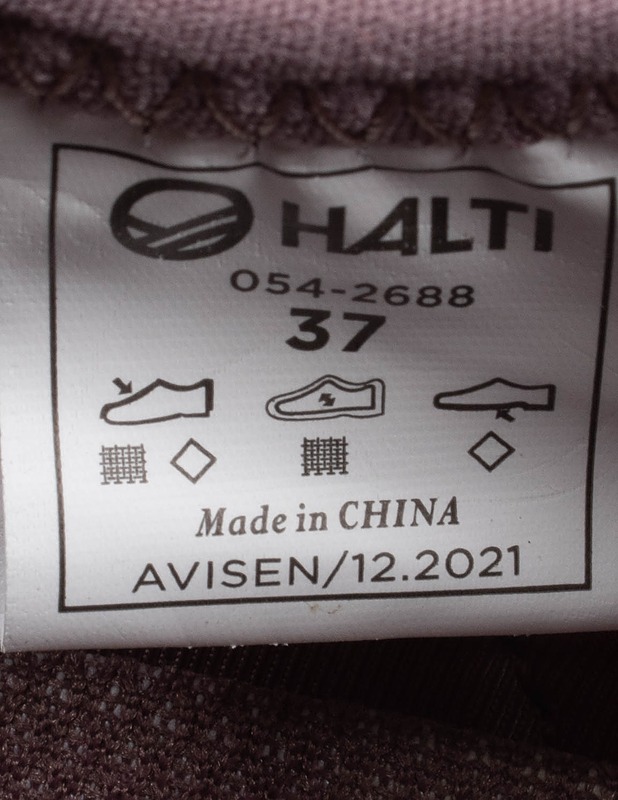 HALTI
054-2688
37
Made in CHINA
AVISEN/12.2021